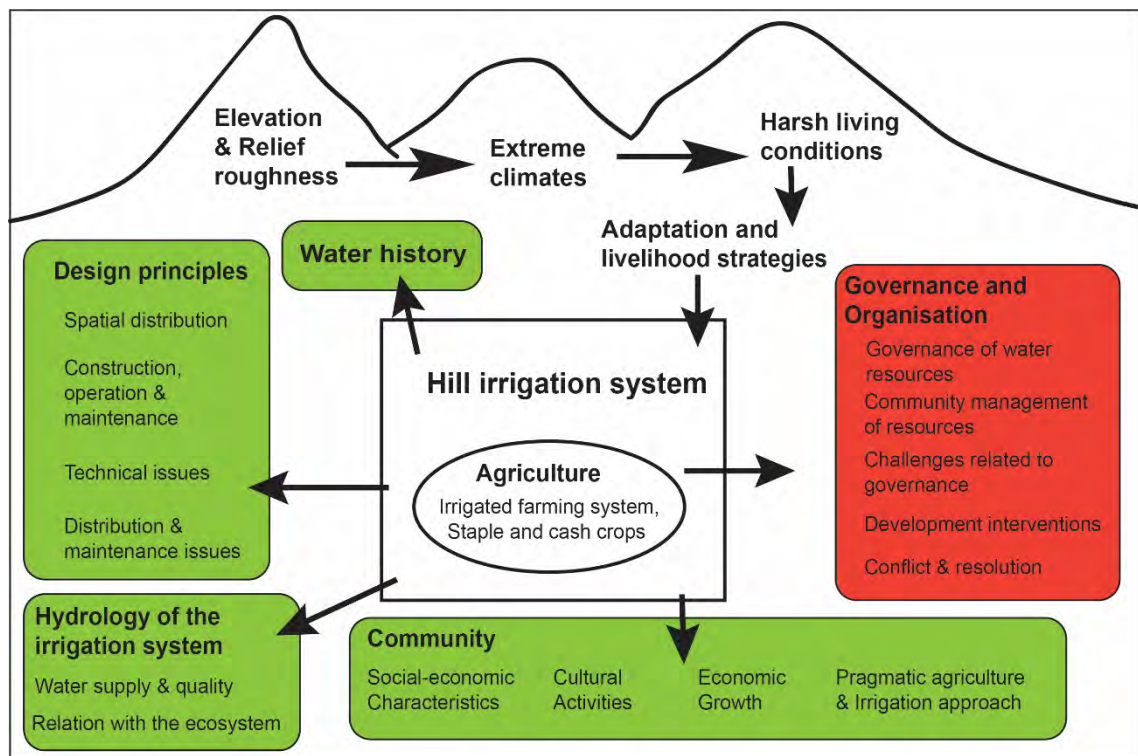 Elevation
& Relief
roughness
Extreme
climates
Harsh living
conditions
Adaptation and
livelihood strategies
Water history
Design principles
Spatial distribution
Construction,
operation &
maintenance
Technical issues
Distribution &
maintenance issues
Hill irrigation system
Agriculture
Irrigated farming system,
Staple and cash crops
Governance and
Organisation
Governance of water
resources
Community management
of resources
Challenges related to
governance
Development interventions
Conflict & resolution
Hydrology of the
irrigation system
Water supply & quality
Relation with the ecosystem
Community
Social-economic
Characteristics
Cultural
Activities
Economic
Growth
Pragmatic agriculture
& Irrigation approach